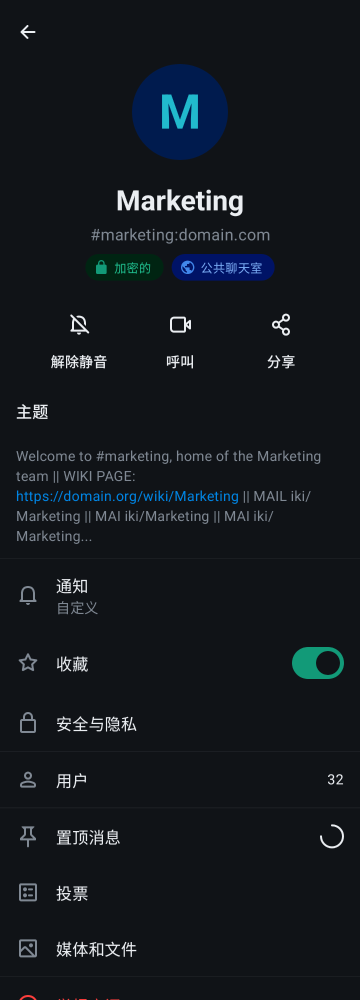 M
Marketing
#marketing:domain.com
加密的 公共聊天室
解除静音 呼叫 分享
主题
Welcome to #marketing, home of the Marketing
team || WIKI PAGE:
https://domain.org/wiki/Marketing || MAIL iki/
Marketing || MAI iki/Marketing || MAI iki/
Marketing...
通知
自定义
收藏
安全与隐私
用户 32
置顶消息
投票
媒体和文件